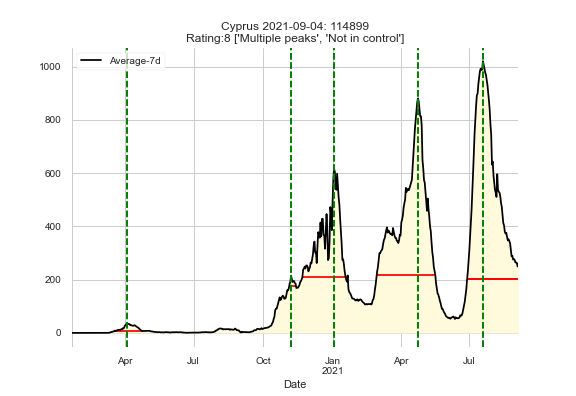 Cyprus 2021-09-04: 114899
Rating:8 ['Multiple peaks', 'Not in control']
Average-7d
1000
800
600
400
200
0
Apr Jul Oct Jan Apr Jul
2021
Date